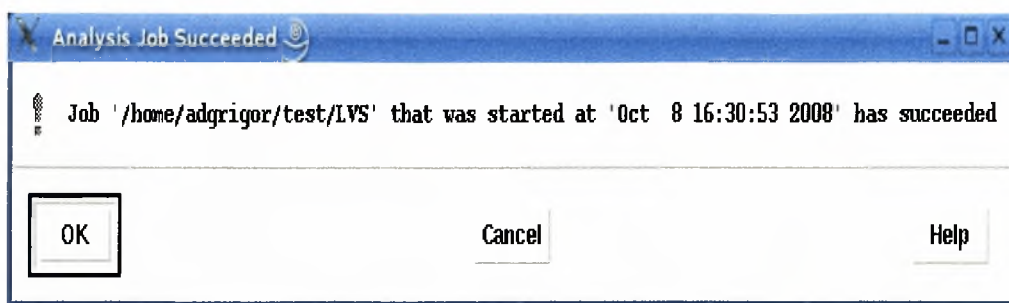 Analysis Job Succeeded
Job '/home/adgrigor/test/LVS' that was started at 'Oct  8 16:30:53 2008' has succeeded
OK Cancel Help